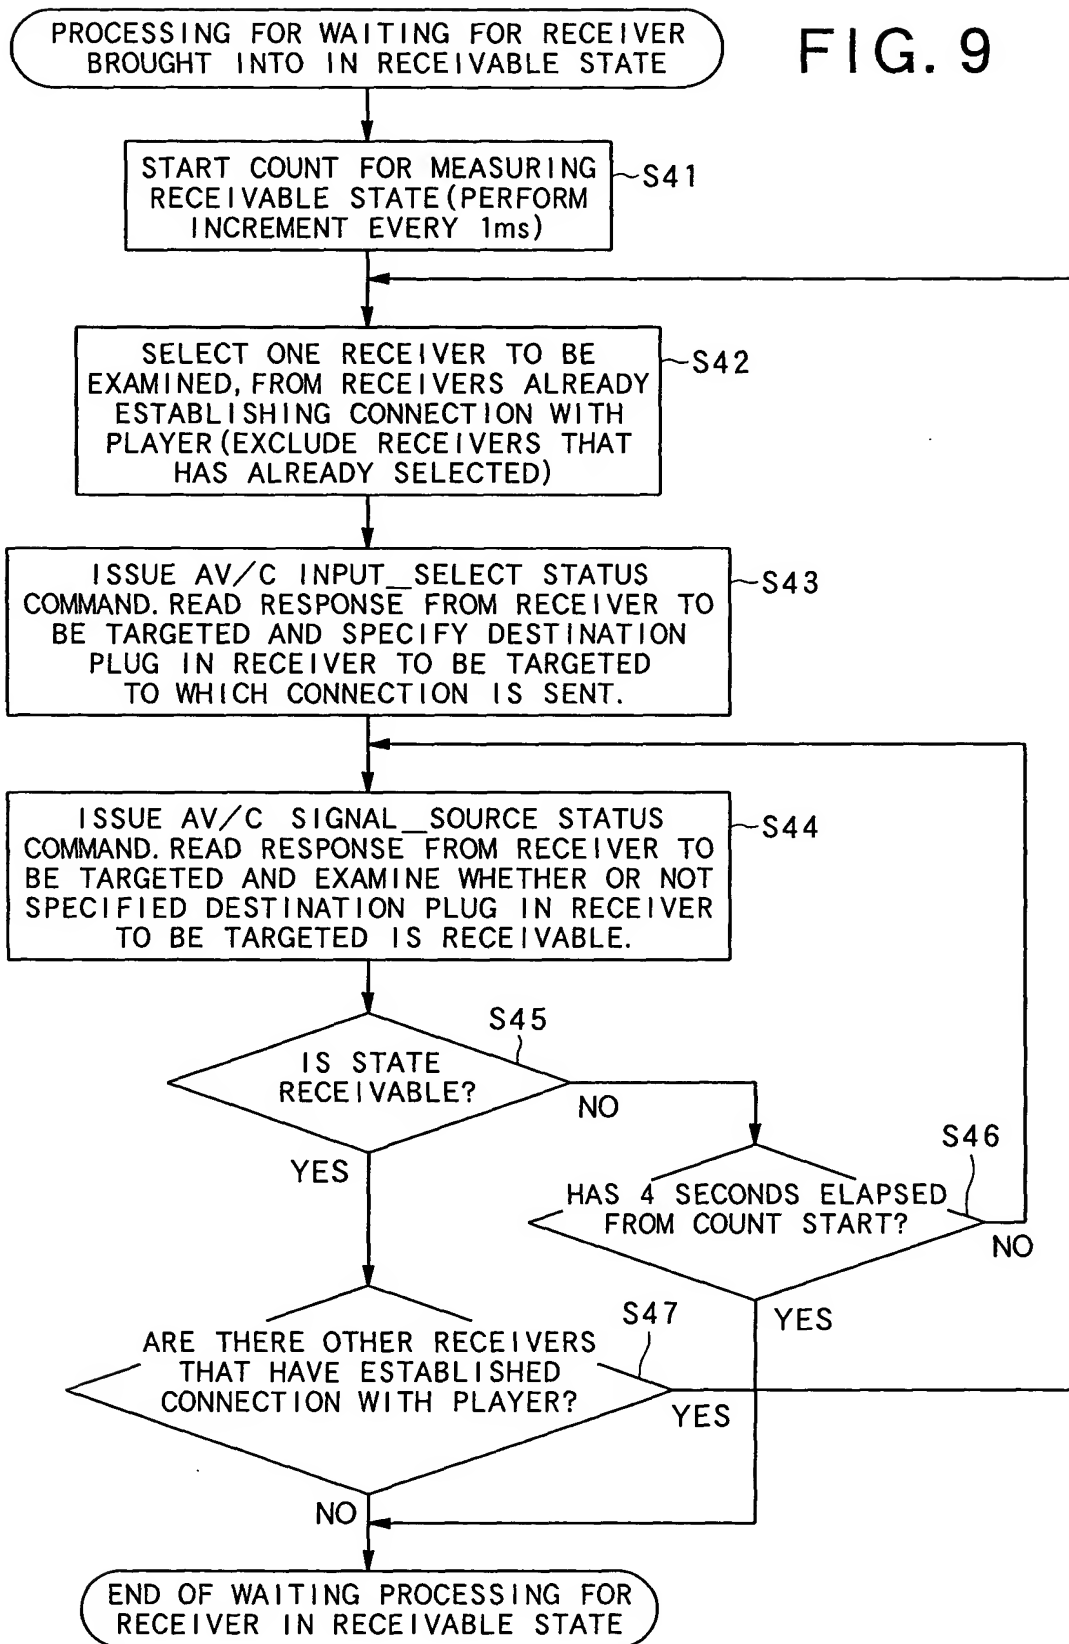 PROCESSING FOR WAITING FOR RECEIVER
BROUGHT INTO IN RECEIVABLE STATE
FIG. 9
START COUNT FOR MEASURING
RECEIVABLE STATE(PERFORM
INCREMENT EVERY 1ms)
S41
SELECT ONE RECEIVER TO BE
EXAMINED, FROM RECEIVERS ALREADY
ESTABLISHING CONNECTION WITH
PLAYER(EXCLUDE RECEIVERS THAT
HAS ALREADY SELECTED)
S42
ISSUE AV/C INPUT_SELECT STATUS
COMMAND. READ RESPONSE FROM RECEIVER TO
BE TARGETED AND SPECIFY DESTINATION
PLUG IN RECEIVER TO BE TARGETED
TO WHICH CONNECTION IS SENT.
S43
ISSUE AV/C SIGNAL_SOURCE STATUS
COMMAND. READ RESPONSE FROM RECEIVER TO
BE TARGETED AND EXAMINE WHETHER OR NOT
SPECIFIED DESTINATION PLUG IN RECEIVER
TO BE TARGETED IS RECEIVABLE.
S44
S45
IS STATE
RECEIVABLE?
NO
YES
S46
HAS 4 SECONDS ELAPSED
FROM COUNT START?
NO
YES
S47
ARE THERE OTHER RECEIVERS
THAT HAVE ESTABLISHED
CONNECTION WITH PLAYER?
YES
NO
END OF WAITING PROCESSING FOR
RECEIVER IN RECEIVABLE STATE